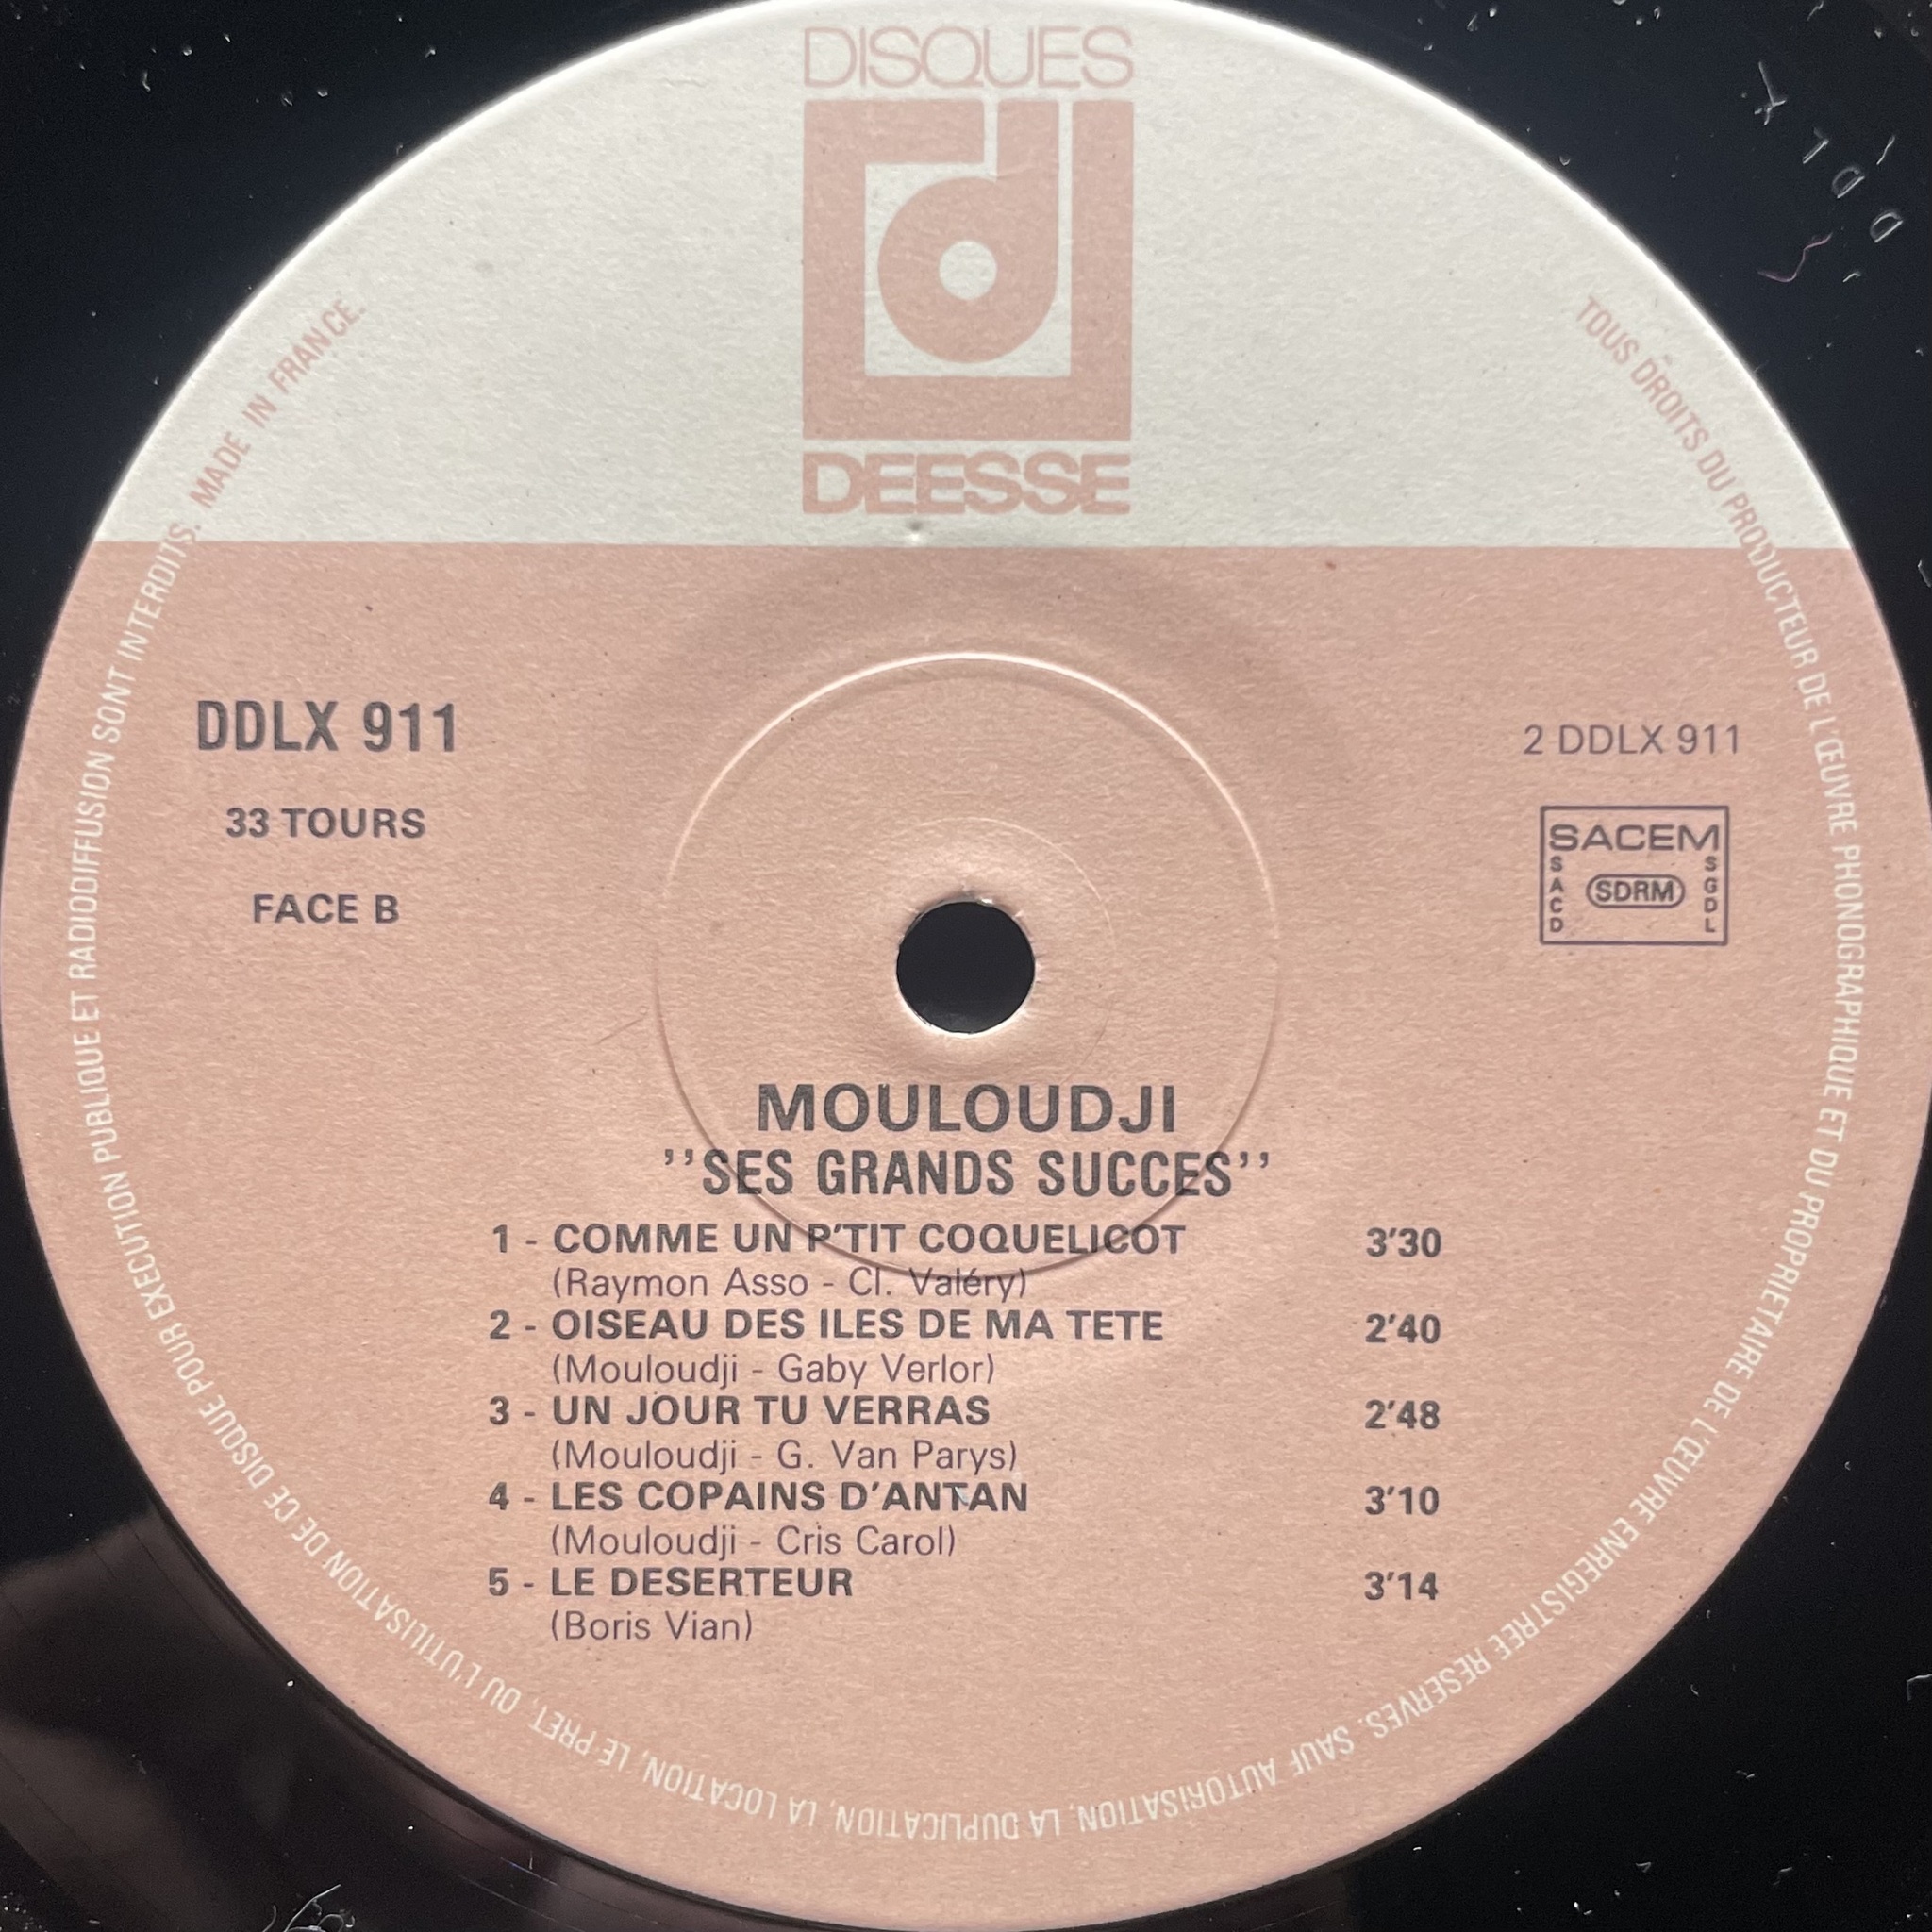 DISQUES
DEESSE
DDLX 911
33 TOURS
FACE B
2 DDLX 911
SACEM
SACD
SDRM
SGDL
MOULOUDJI
''SES GRANDS SUCCES''
1 - COMME UN P'TIT COQUELICOT 3'30
(Raymon Asso - Cl. Valéry)
2 - OISEAU DES ILES DE MA TETE 2'40
(Mouloudji - Gaby Verlor)
3 - UN JOUR TU VERRAS 2'48
(Mouloudji - G. Van Parys)
4 - LES COPAINS D'ANTAN 3'10
(Mouloudji - Cris Carol)
5 - LE DESERTEUR 3'14
(Boris Vian)
TOUS DROITS DU PRODUCTEUR DE L'ŒUVRE PHONOGRAPHIQUE ET DU PROPRIETAIRE DE L'ŒUVRE ENREGISTREE RESERVES. SAUF AUTORISATION, LA DUPLICATION, LA LOCATION, LE PRET, OU L'UTILISATION DE CE DISQUE POUR EXECUTION PUBLIQUE ET RADIODIFFUSION SONT INTERDITS. MADE IN FRANCE.
DDLX